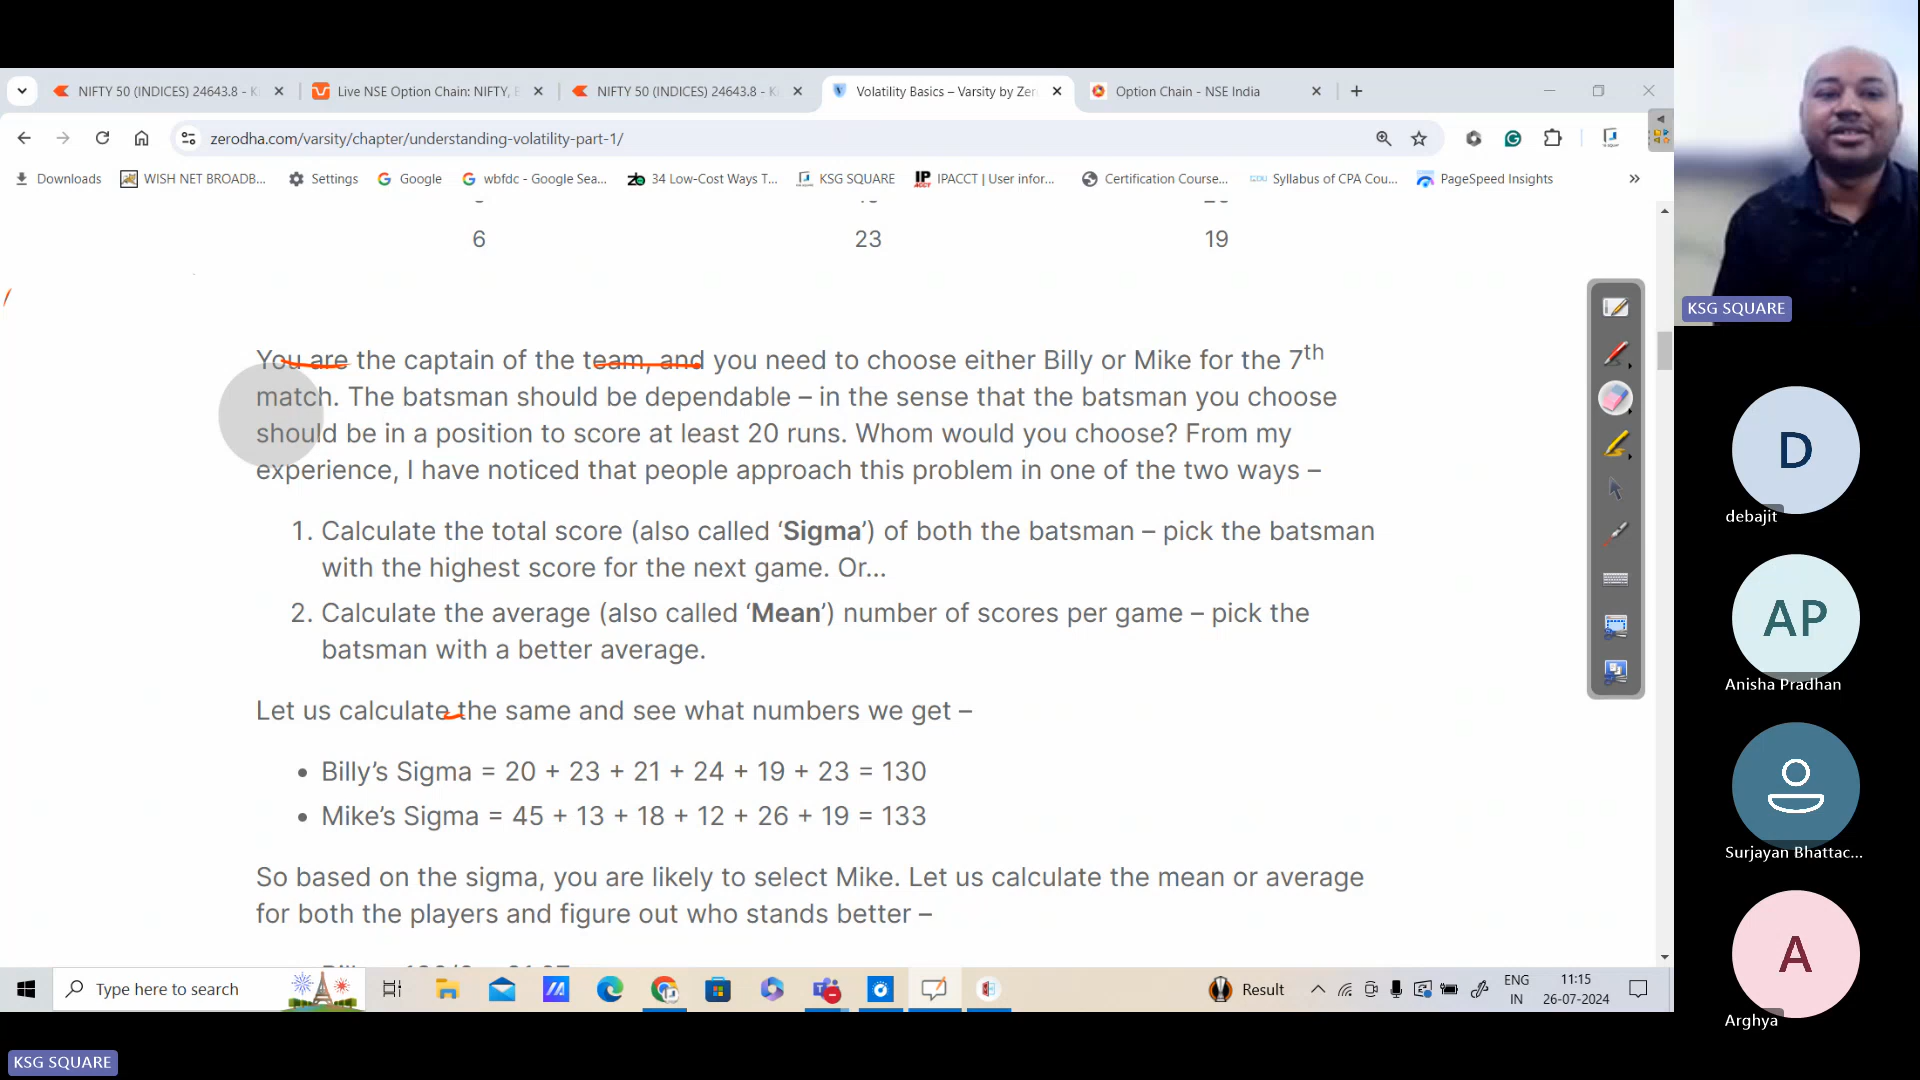 NIFTY 50 (INDICES) 24643.8 - K
Live NSE Option Chain: NIFTY, B
NIFTY 50 (INDICES) 24643.8 - K
Volatility Basics – Varsity by Zer
Option Chain - NSE India
zerodha.com/varsity/chapter/understanding-volatility-part-1/
Downloads
WISH NET BROADB...
Settings
Google
wbfdc - Google Sea...
34 Low-Cost Ways T...
KSG SQUARE
IPACCT | User infor...
Certification Course...
Syllabus of CPA Cou...
PageSpeed Insights
6 23 19
You are the captain of the team, and you need to choose either Billy or Mike for the 7th
match. The batsman should be dependable – in the sense that the batsman you choose
should be in a position to score at least 20 runs. Whom would you choose? From my
experience, I have noticed that people approach this problem in one of the two ways –
1. Calculate the total score (also called ‘Sigma’) of both the batsman – pick the batsman
with the highest score for the next game. Or…
2. Calculate the average (also called ‘Mean’) number of scores per game – pick the
batsman with a better average.
Let us calculate the same and see what numbers we get –
• Billy’s Sigma = 20 + 23 + 21 + 24 + 19 + 23 = 130
• Mike’s Sigma = 45 + 13 + 18 + 12 + 26 + 19 = 133
So based on the sigma, you are likely to select Mike. Let us calculate the mean or average
for both the players and figure out who stands better –
Type here to search
Result
ENG
IN
11:15
26-07-2024
KSG SQUARE
D
debajit
AP
Anisha Pradhan
Surjayan Bhattac...
A
Arghya
KSG SQUARE